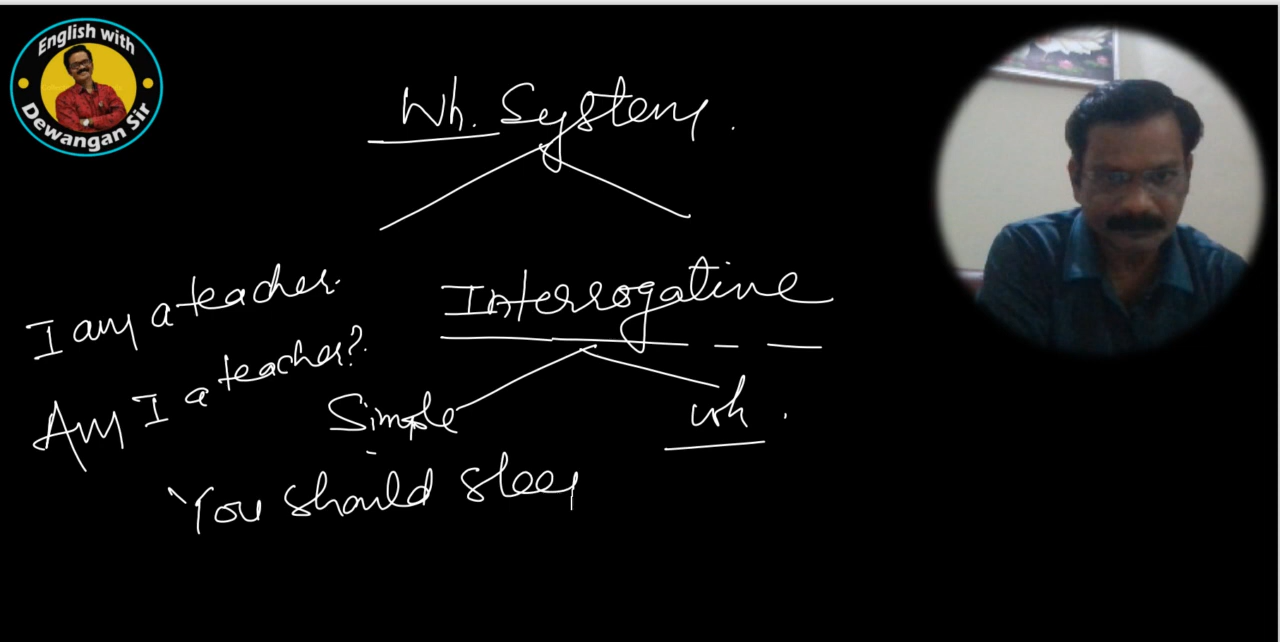 English with
Dewangan Sir
Wh. System.
Interrogative
I am a teacher.
Am I a teacher?
Simple
wh.
You should sleep